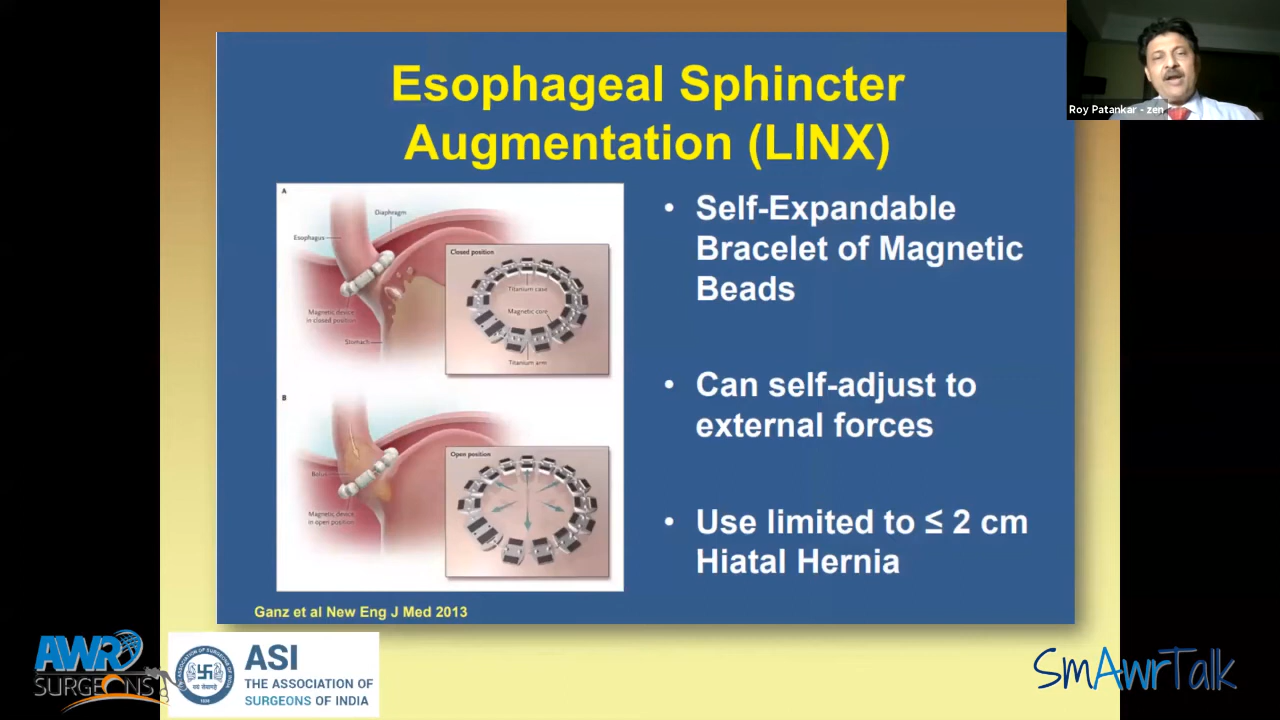 Esophageal Sphincter
Augmentation (LINX)
Roy Patankar - zen
A
Diaphragm
Esophagus
Magnetic device
in closed position
Stomach
Closed position
Titanium case
Magnetic core
Titanium arm
B
Bolus
Magnetic device
in open position
Open position
• Self-Expandable
Bracelet of Magnetic
Beads
• Can self-adjust to
external forces
• Use limited to ≤ 2 cm
Hiatal Hernia
Ganz et al New Eng J Med 2013
AWR
SURGEONS
ASI
THE ASSOCIATION OF
SURGEONS OF INDIA
SmAwrTalk